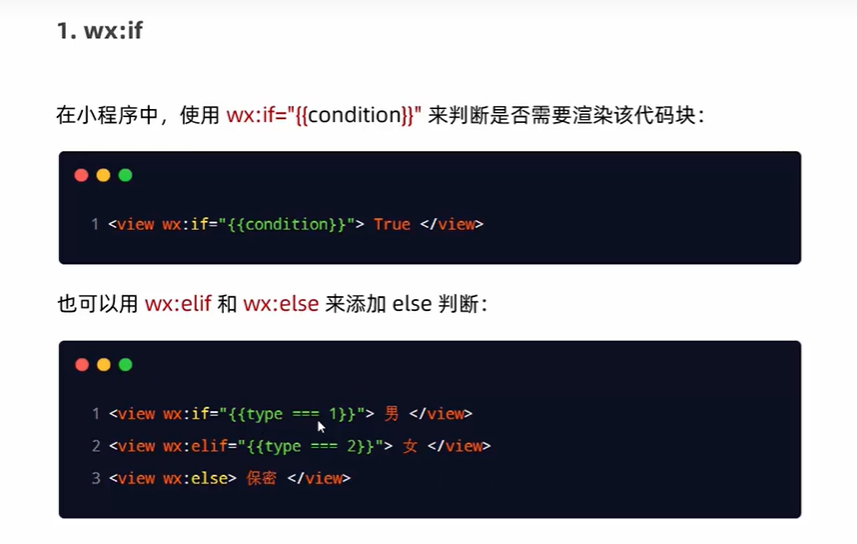 1. wx:if
在小程序中，使用 wx:if="{{condition}}" 来判断是否需要渲染该代码块：
1 <view wx:if="{{condition}}"> True </view>
也可以用 wx:elif 和 wx:else 来添加 else 判断：
1 <view wx:if="{{type === 1}}"> 男 </view>
2 <view wx:elif="{{type === 2}}"> 女 </view>
3 <view wx:else> 保密 </view>